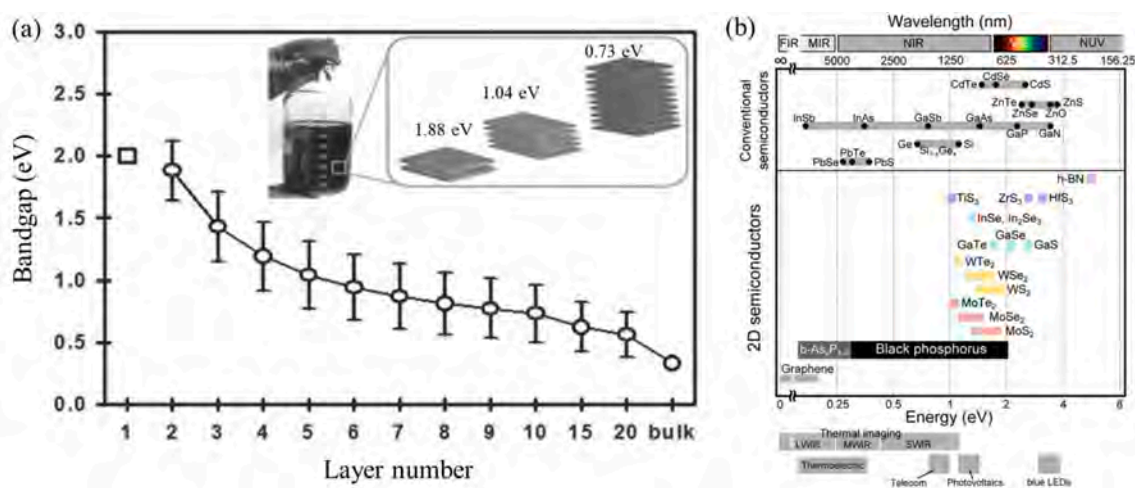 (a)
3.0
2.5
2.0
1.5
1.0
0.5
0.0
Bandgap (eV)
1.88 eV
1.04 eV
0.73 eV
1 2 3 4 5 6 7 8 9 10 15 20 bulk
Layer number
(b)
Wavelength (nm)
FIR MIR NIR NUV
∞ 5000 2500 1250 625 312.5 156.25
Conventional
semiconductors
CdSe
CdTe CdS
ZnTe ZnS
ZnSe ZnO
InSb InAs GaSb GaAs
GaP GaN
Ge Si
PbTe
PbSe PbS
2D semiconductors
h-BN
TiS3 ZrS3 HfS3
InSe, In2Se3
GaSe
GaTe GaS
WTe2
WSe2
WS2
MoTe2
MoSe2
MoS2
Black phosphorus
Graphene
0 0.25 0.5 1 2 4 6
Energy (eV)
Thermal imaging
LWIR MWIR SWIR
Thermoelectric
Telecom Photovoltaics blue LEDs